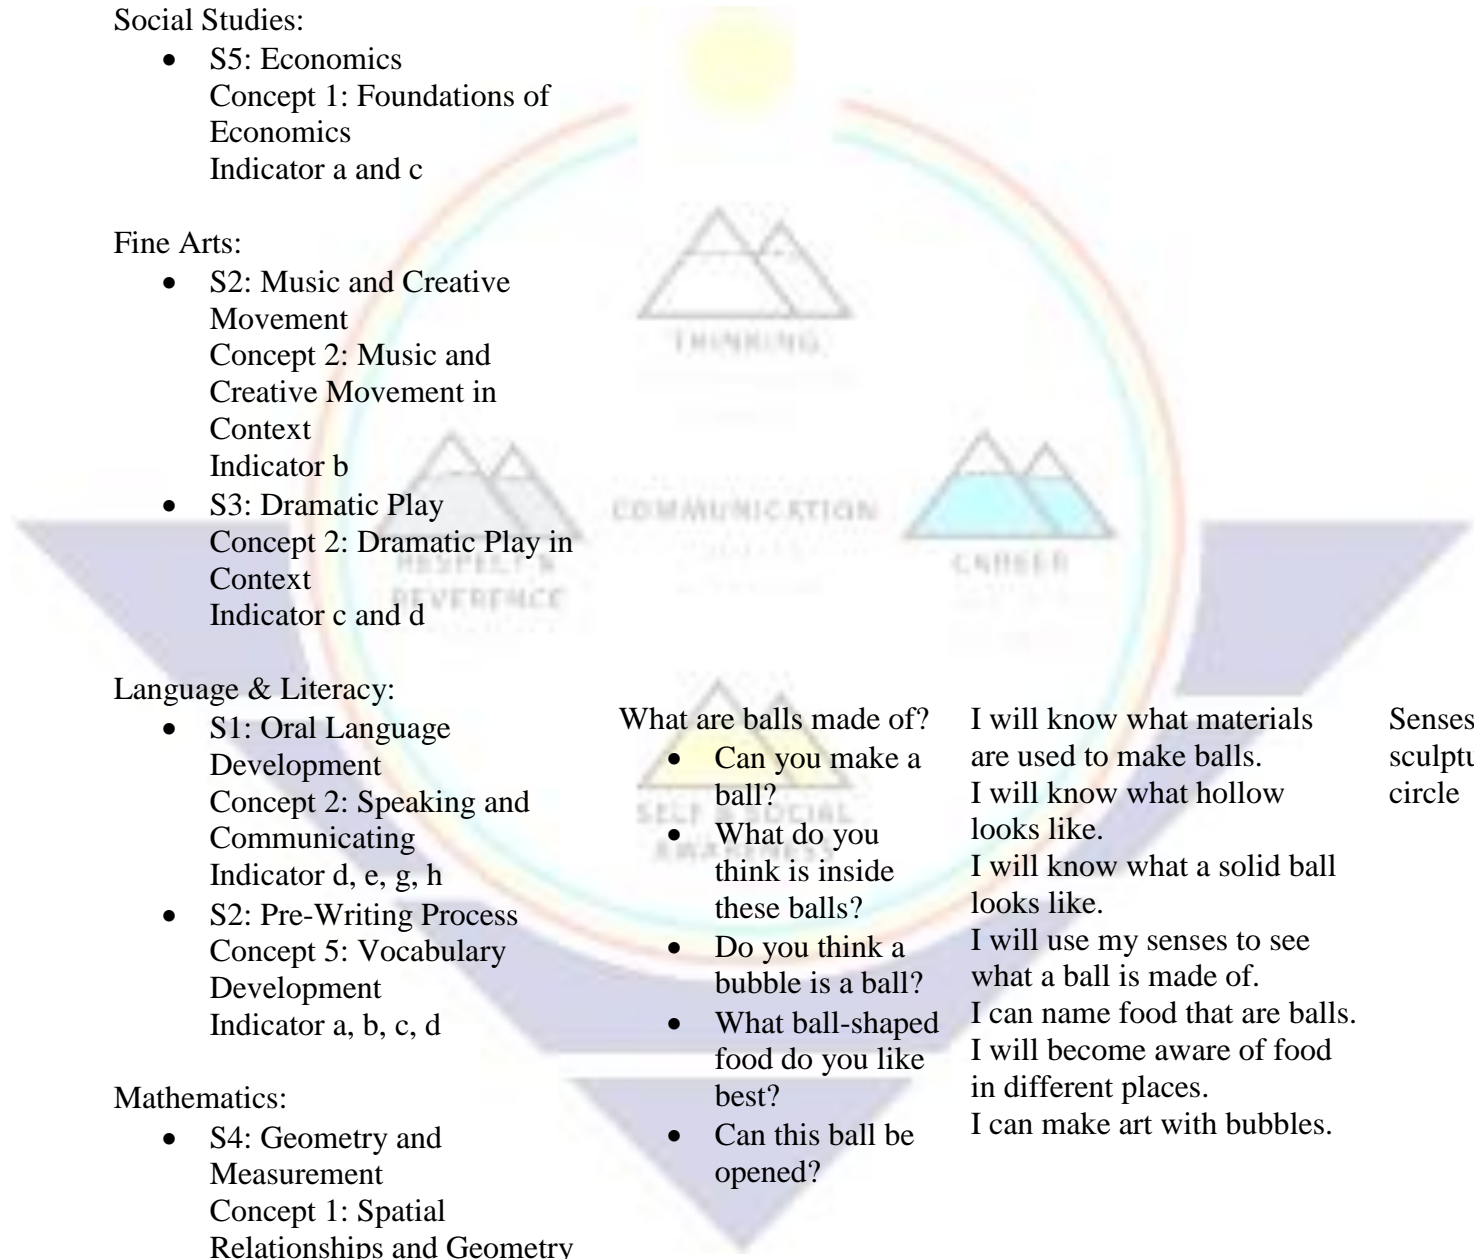 Social Studies:
• S5: Economics
Concept 1: Foundations of
Economics
Indicator a and c
Fine Arts:
• S2: Music and Creative
Movement
Concept 2: Music and
Creative Movement in
Context
Indicator b
• S3: Dramatic Play
Concept 2: Dramatic Play in
Context
Indicator c and d
Language & Literacy:
• S1: Oral Language
Development
Concept 2: Speaking and
Communicating
Indicator d, e, g, h
• S2: Pre-Writing Process
Concept 5: Vocabulary
Development
Indicator a, b, c, d
Mathematics:
• S4: Geometry and
Measurement
Concept 1: Spatial
Relationships and Geometry
What are balls made of?
• Can you make a
ball?
• What do you
think is inside
these balls?
• Do you think a
bubble is a ball?
• What ball-shaped
food do you like
best?
• Can this ball be
opened?
I will know what materials
are used to make balls.
I will know what hollow
looks like.
I will know what a solid ball
looks like.
I will use my senses to see
what a ball is made of.
I can name food that are balls.
I will become aware of food
in different places.
I can make art with bubbles.
Senses
sculptu
circle
THINKING
COMMUNICATION
RESPECT &
REVERENCE
CAREER
SELF & SOCIAL
AWARENESS